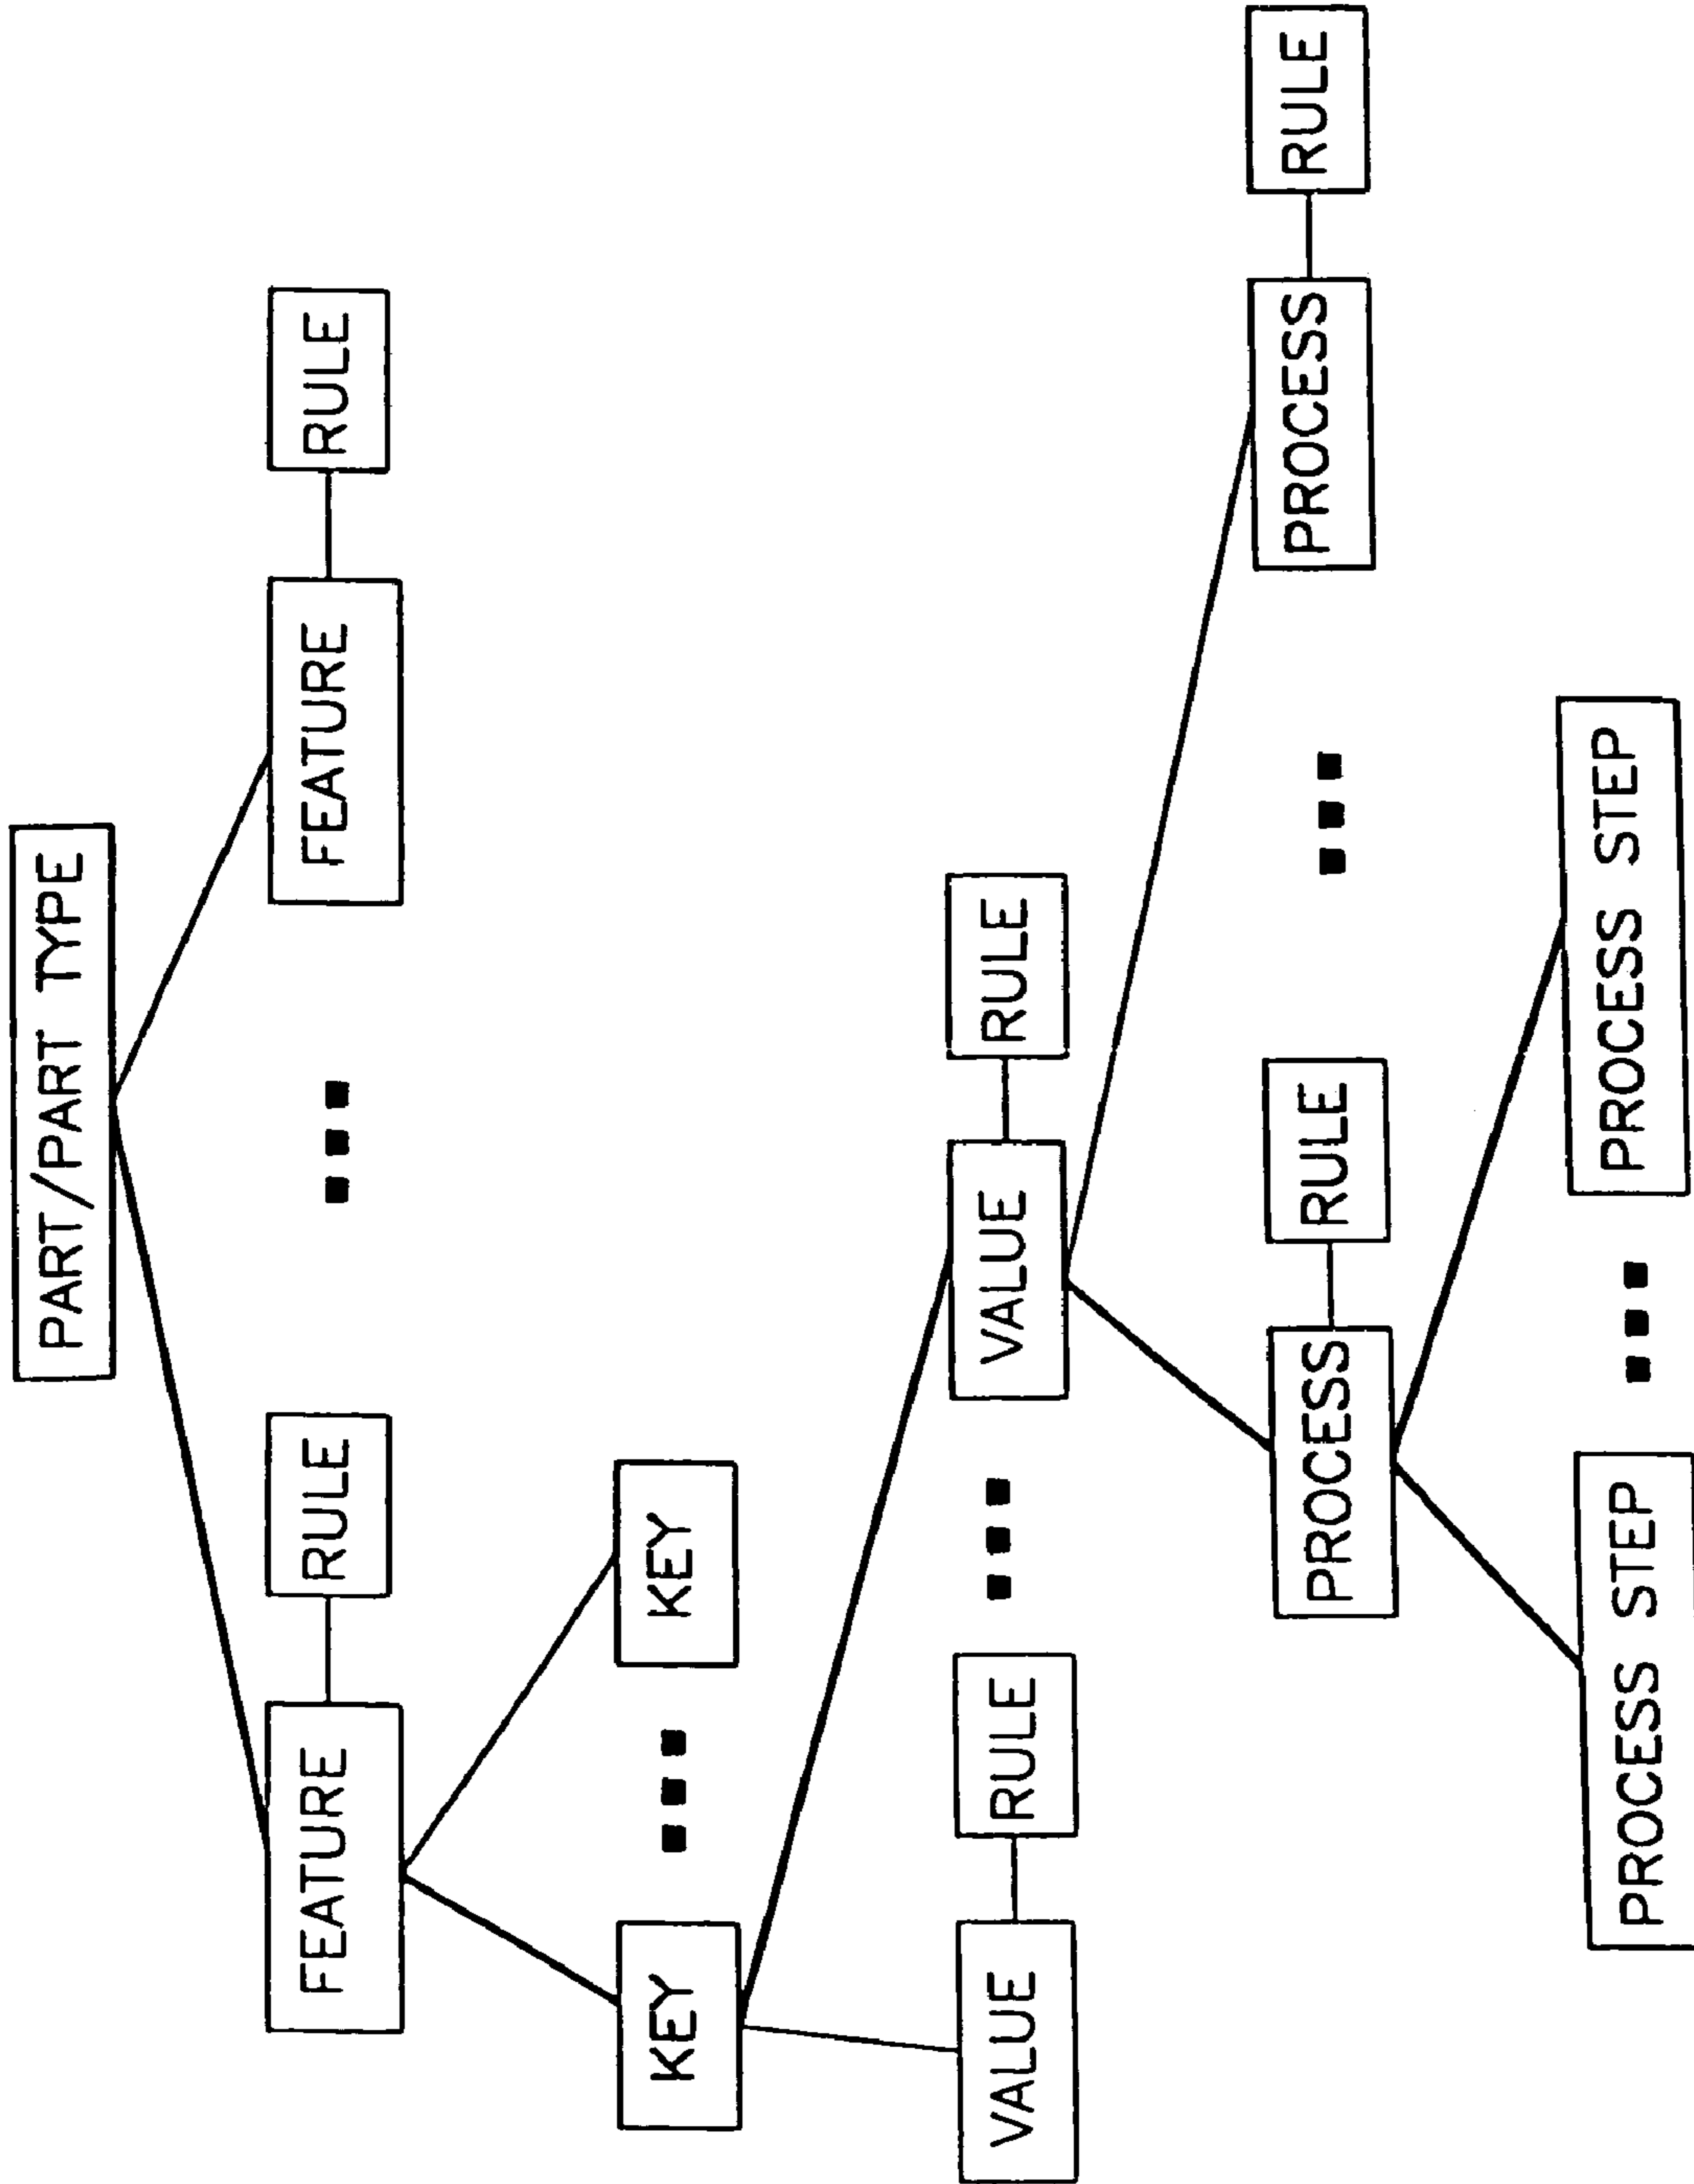 PART/PART TYPE
FEATURE
RULE
FEATURE
RULE
KEY
KEY
VALUE
RULE
VALUE
RULE
PROCESS
RULE
PROCESS
RULE
PROCESS STEP
PROCESS STEP